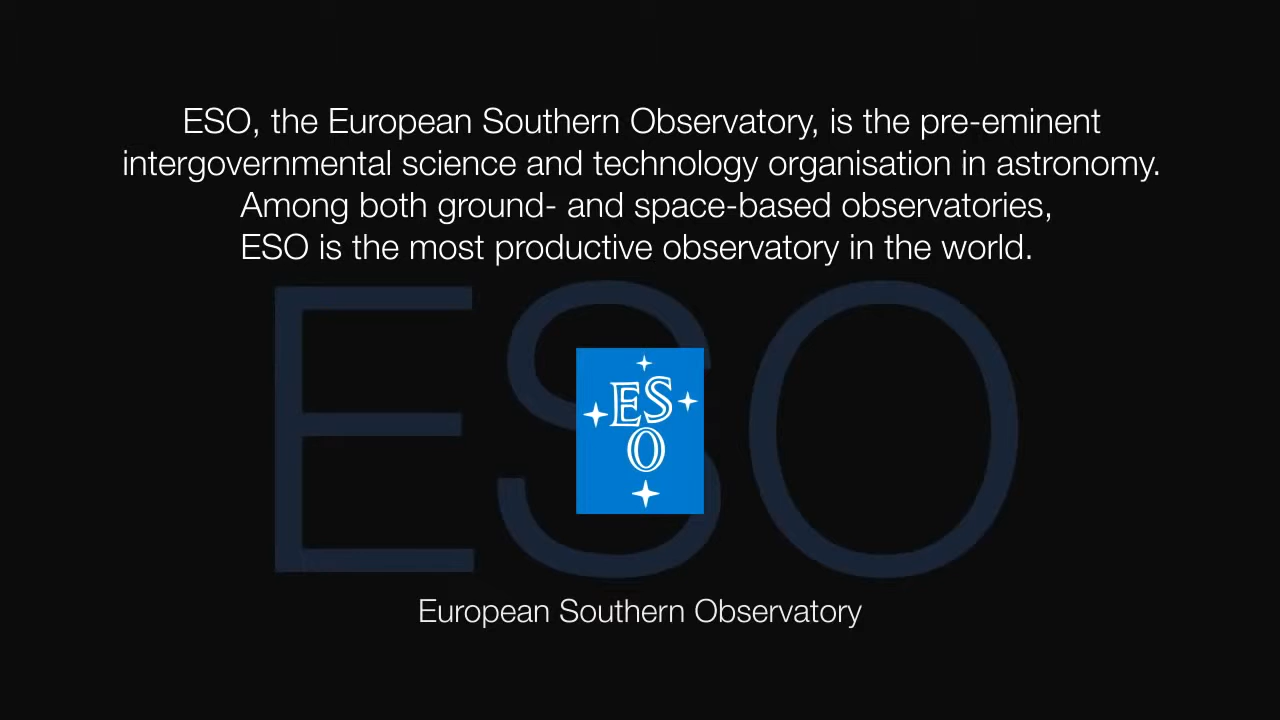 ESO, the European Southern Observatory, is the pre-eminent
intergovernmental science and technology organisation in astronomy.
Among both ground- and space-based observatories,
ESO is the most productive observatory in the world.
ESO
ES
O
European Southern Observatory